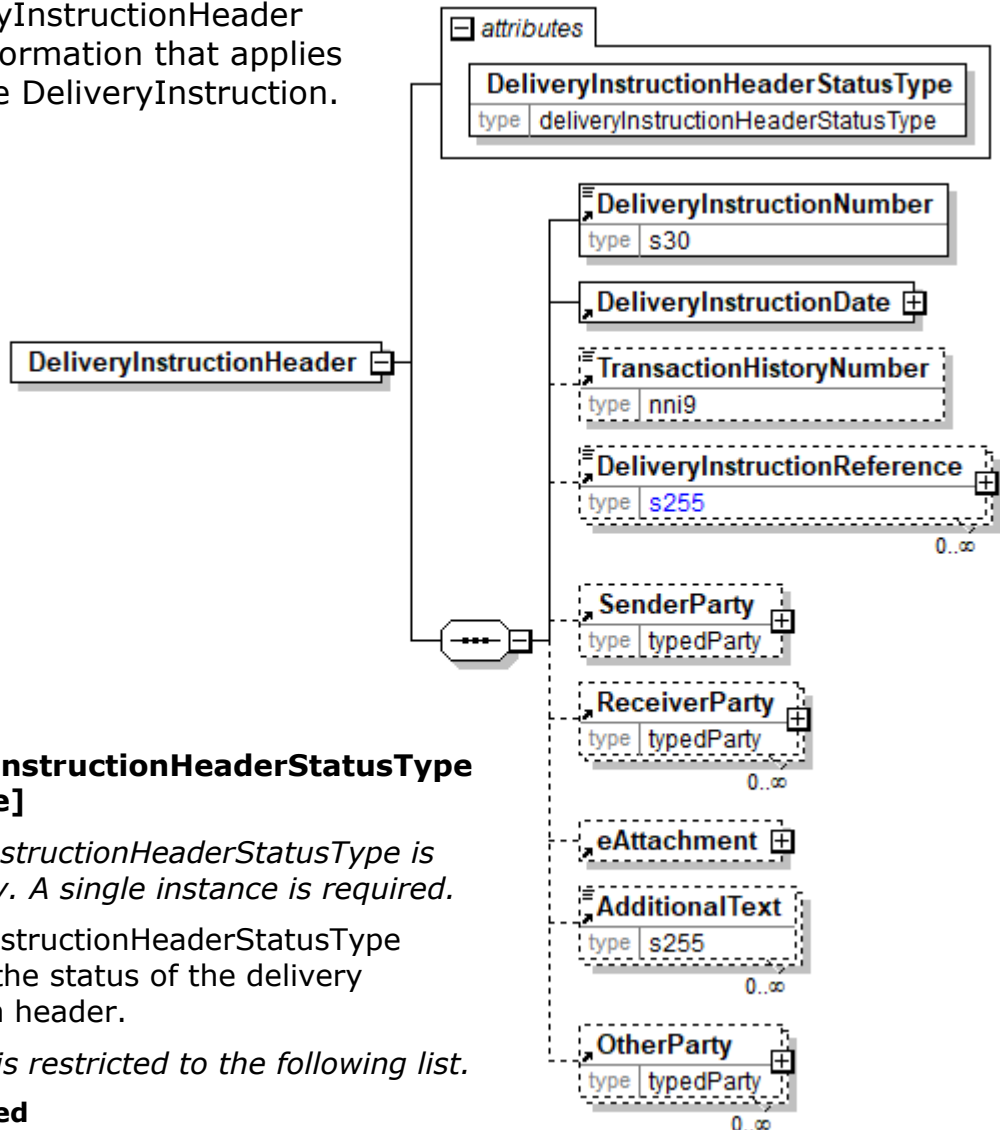 yInstructionHeader
ormation that applies
e DeliveryInstruction.
attributes
DeliveryInstructionHeaderStatusType
type deliveryInstructionHeaderStatusType
DeliveryInstructionNumber
type s30
DeliveryInstructionDate
DeliveryInstructionHeader
TransactionHistoryNumber
type nni9
DeliveryInstructionReference
type s255
0..∞
SenderParty
type typedParty
ReceiverParty
type typedParty
0..∞
eAttachment
AdditionalText
type s255
0..∞
OtherParty
type typedParty
0..∞
nstructionHeaderStatusType
e]
structionHeaderStatusType is
y. A single instance is required.
structionHeaderStatusType
the status of the delivery
n header.
is restricted to the following list.
ed